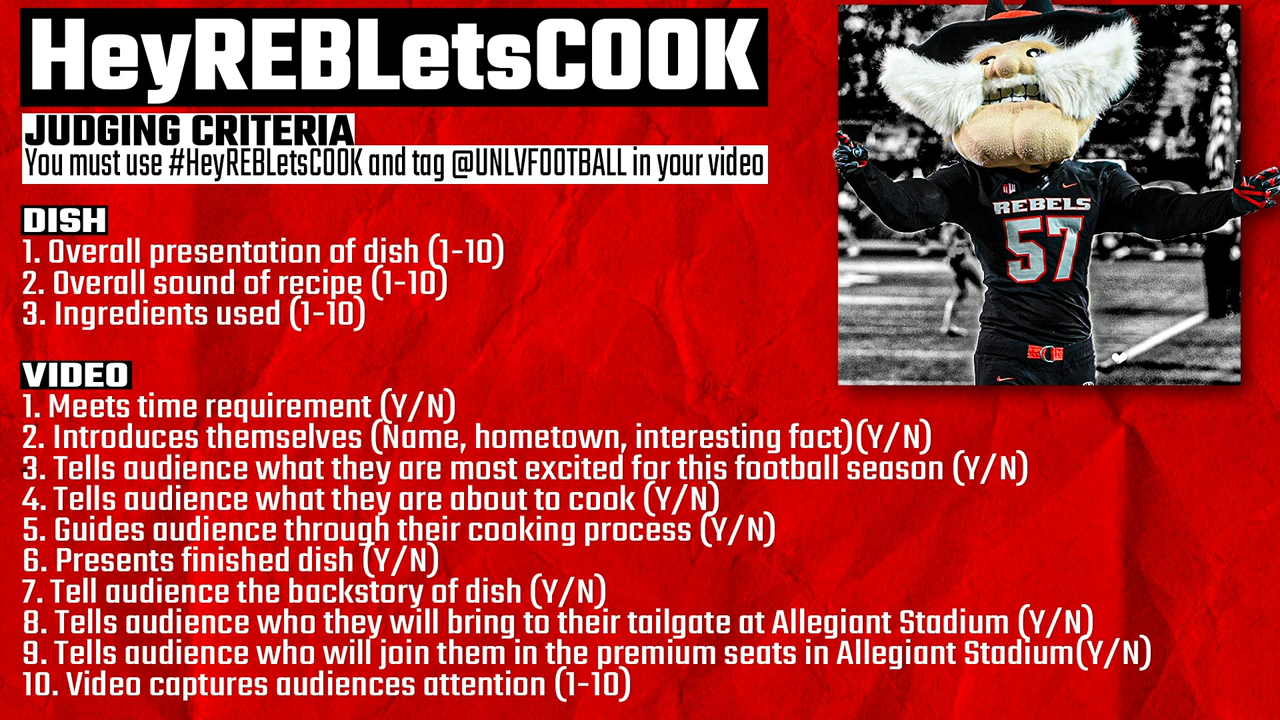 HeyREBLetsCOOK
JUDGING CRITERIA
You must use #HeyREBLetsCOOK and tag @UNLVFOOTBALL in your video
DISH
1. Overall presentation of dish (1-10)
2. Overall sound of recipe (1-10)
3. Ingredients used (1-10)
VIDEO
1. Meets time requirement (Y/N)
2. Introduces themselves (Name, hometown, interesting fact)(Y/N)
3. Tells audience what they are most excited for this football season (Y/N)
4. Tells audience what they are about to cook (Y/N)
5. Guides audience through their cooking process (Y/N)
6. Presents finished dish (Y/N)
7. Tell audience the backstory of dish (Y/N)
8. Tells audience who they will bring to their tailgate at Allegiant Stadium (Y/N)
9. Tells audience who will join them in the premium seats in Allegiant Stadium(Y/N)
10. Video captures audiences attention (1-10)
REBELS
57